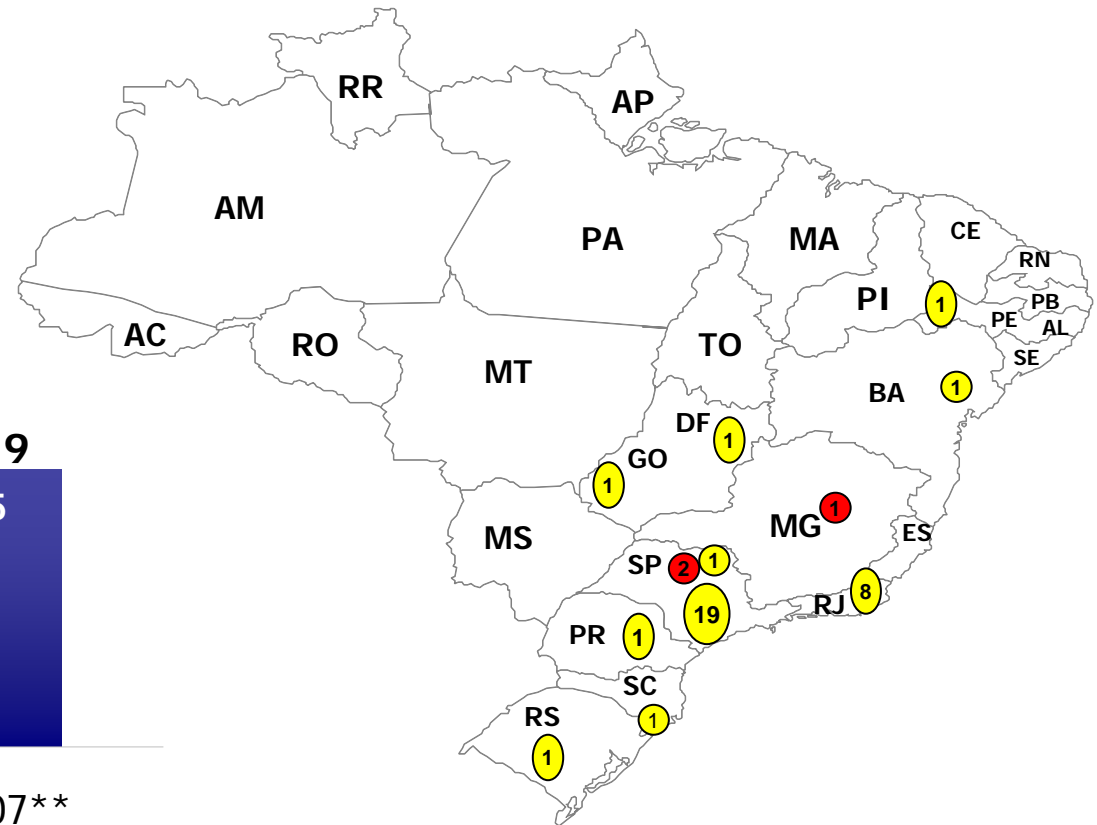 RR
AP
AM
PA
MA
CE
RN
PI
1
PB
PE
AL
AC
RO
TO
SE
MT
BA
1
DF
1
9
GO
1
5
MG
1
MS
ES
SP
2
1
RJ
8
19
PR
1
SC
1
RS
1
07**